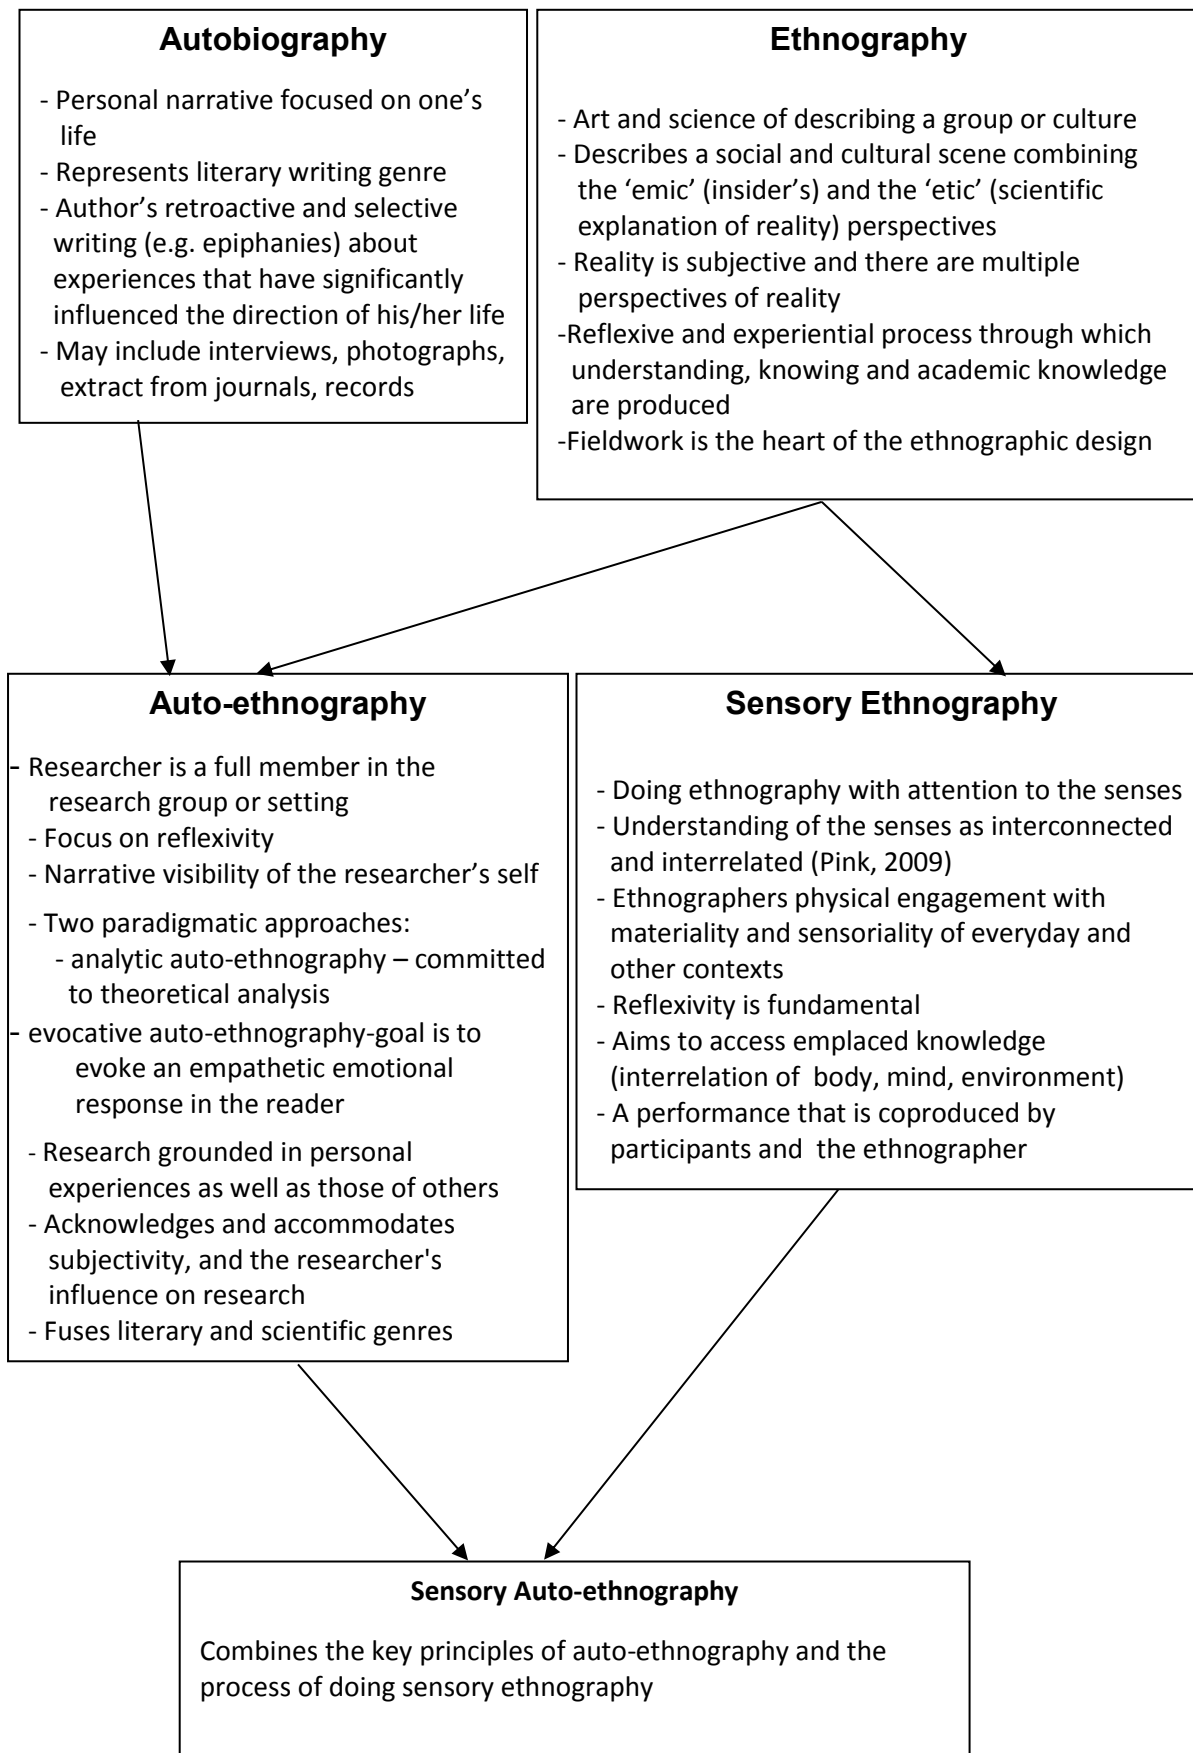 Autobiography
- Personal narrative focused on one’s
life
- Represents literary writing genre
- Author’s retroactive and selective
writing (e.g. epiphanies) about
experiences that have significantly
influenced the direction of his/her life
- May include interviews, photographs,
extract from journals, records
Ethnography
- Art and science of describing a group or culture
- Describes a social and cultural scene combining
the ‘emic’ (insider’s) and the ‘etic’ (scientific
explanation of reality) perspectives
- Reality is subjective and there are multiple
perspectives of reality
-Reflexive and experiential process through which
understanding, knowing and academic knowledge
are produced
-Fieldwork is the heart of the ethnographic design
Auto-ethnography
- Researcher is a full member in the
research group or setting
- Focus on reflexivity
- Narrative visibility of the researcher’s self
- Two paradigmatic approaches:
- analytic auto-ethnography – committed
to theoretical analysis
- evocative auto-ethnography-goal is to
evoke an empathetic emotional
response in the reader
- Research grounded in personal
experiences as well as those of others
- Acknowledges and accommodates
subjectivity, and the researcher's
influence on research
- Fuses literary and scientific genres
Sensory Ethnography
- Doing ethnography with attention to the senses
- Understanding of the senses as interconnected
and interrelated (Pink, 2009)
- Ethnographers physical engagement with
materiality and sensoriality of everyday and
other contexts
- Reflexivity is fundamental
- Aims to access emplaced knowledge
(interrelation of body, mind, environment)
- A performance that is coproduced by
participants and the ethnographer
Sensory Auto-ethnography
Combines the key principles of auto-ethnography and the
process of doing sensory ethnography